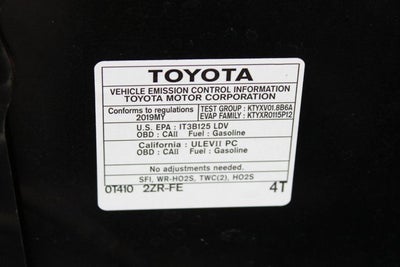 TOYOTA
VEHICLE EMISSION CONTROL INFORMATION
TOYOTA MOTOR CORPORATION
Conforms to regulations
2019MY
TEST GROUP : KTYXV01.8B6A
EVAP FAMILY : KTYXR0115P12
U.S. EPA : 1T3B125 LDV
OBD : CAII Fuel : Gasoline
California : ULEVII PC
OBD : CAII Fuel : Gasoline
No adjustments needed.
SFI, WR-HO2S, TWC(2), HO2S
0T410 2ZR-FE 4T